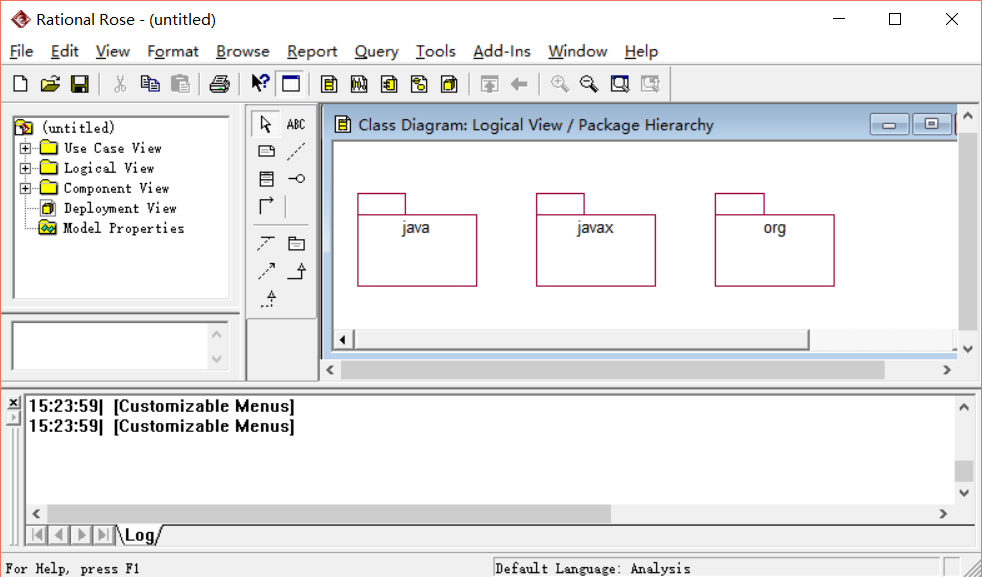 Rational Rose - (untitled)
File Edit View Format Browse Report Query Tools Add-Ins Window Help
(untitled)
Use Case View
Logical View
Component View
Deployment View
Model Properties
ABC
Class Diagram: Logical View / Package Hierarchy
java
javax
org
15:23:59| [Customizable Menus]
15:23:59| [Customizable Menus]
Log
For Help, press F1
Default Language: Analysis